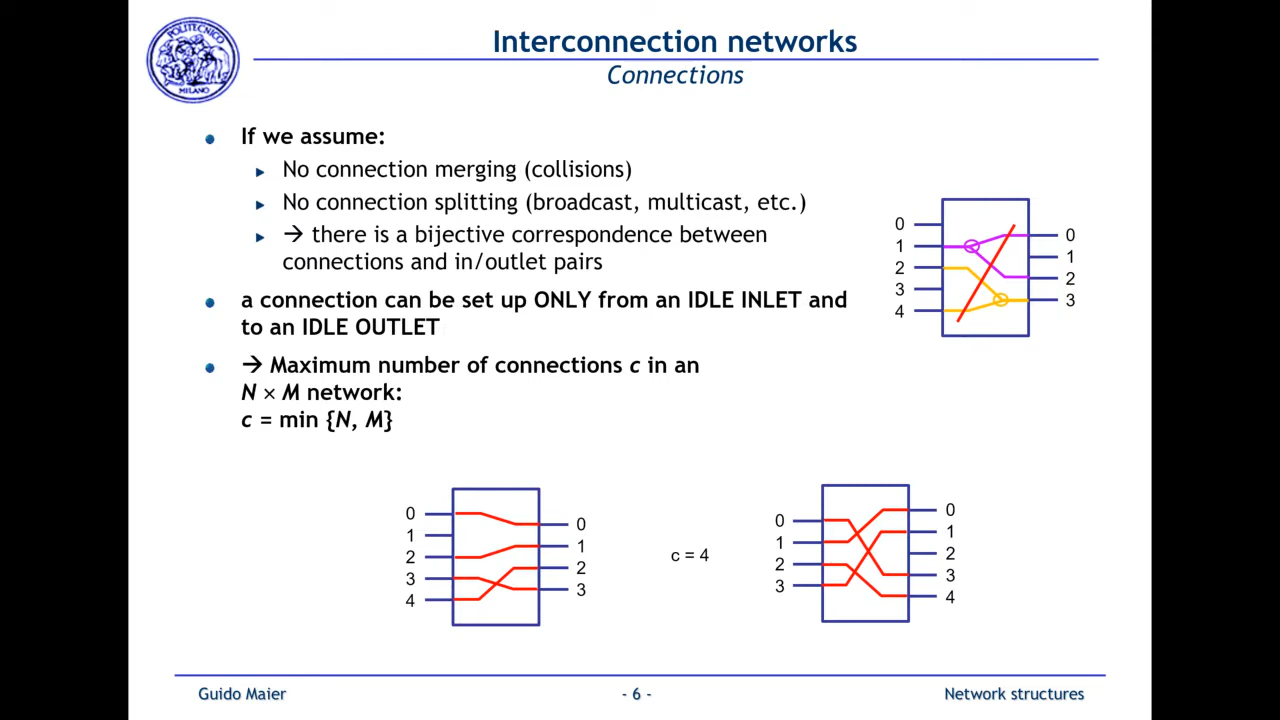 POLITECNICO
MILANO
Interconnection networks
Connections
If we assume:
No connection merging (collisions)
No connection splitting (broadcast, multicast, etc.)
→ there is a bijective correspondence between
connections and in/outlet pairs
a connection can be set up ONLY from an IDLE INLET and
to an IDLE OUTLET
→ Maximum number of connections c in an
N × M network:
c = min {N, M}
0
1
2
3
4
0
1
2
3
0
1
2
3
4
0
1
2
3
c = 4
0
1
2
3
0
1
2
3
4
Guido Maier
- 6 -
Network structures